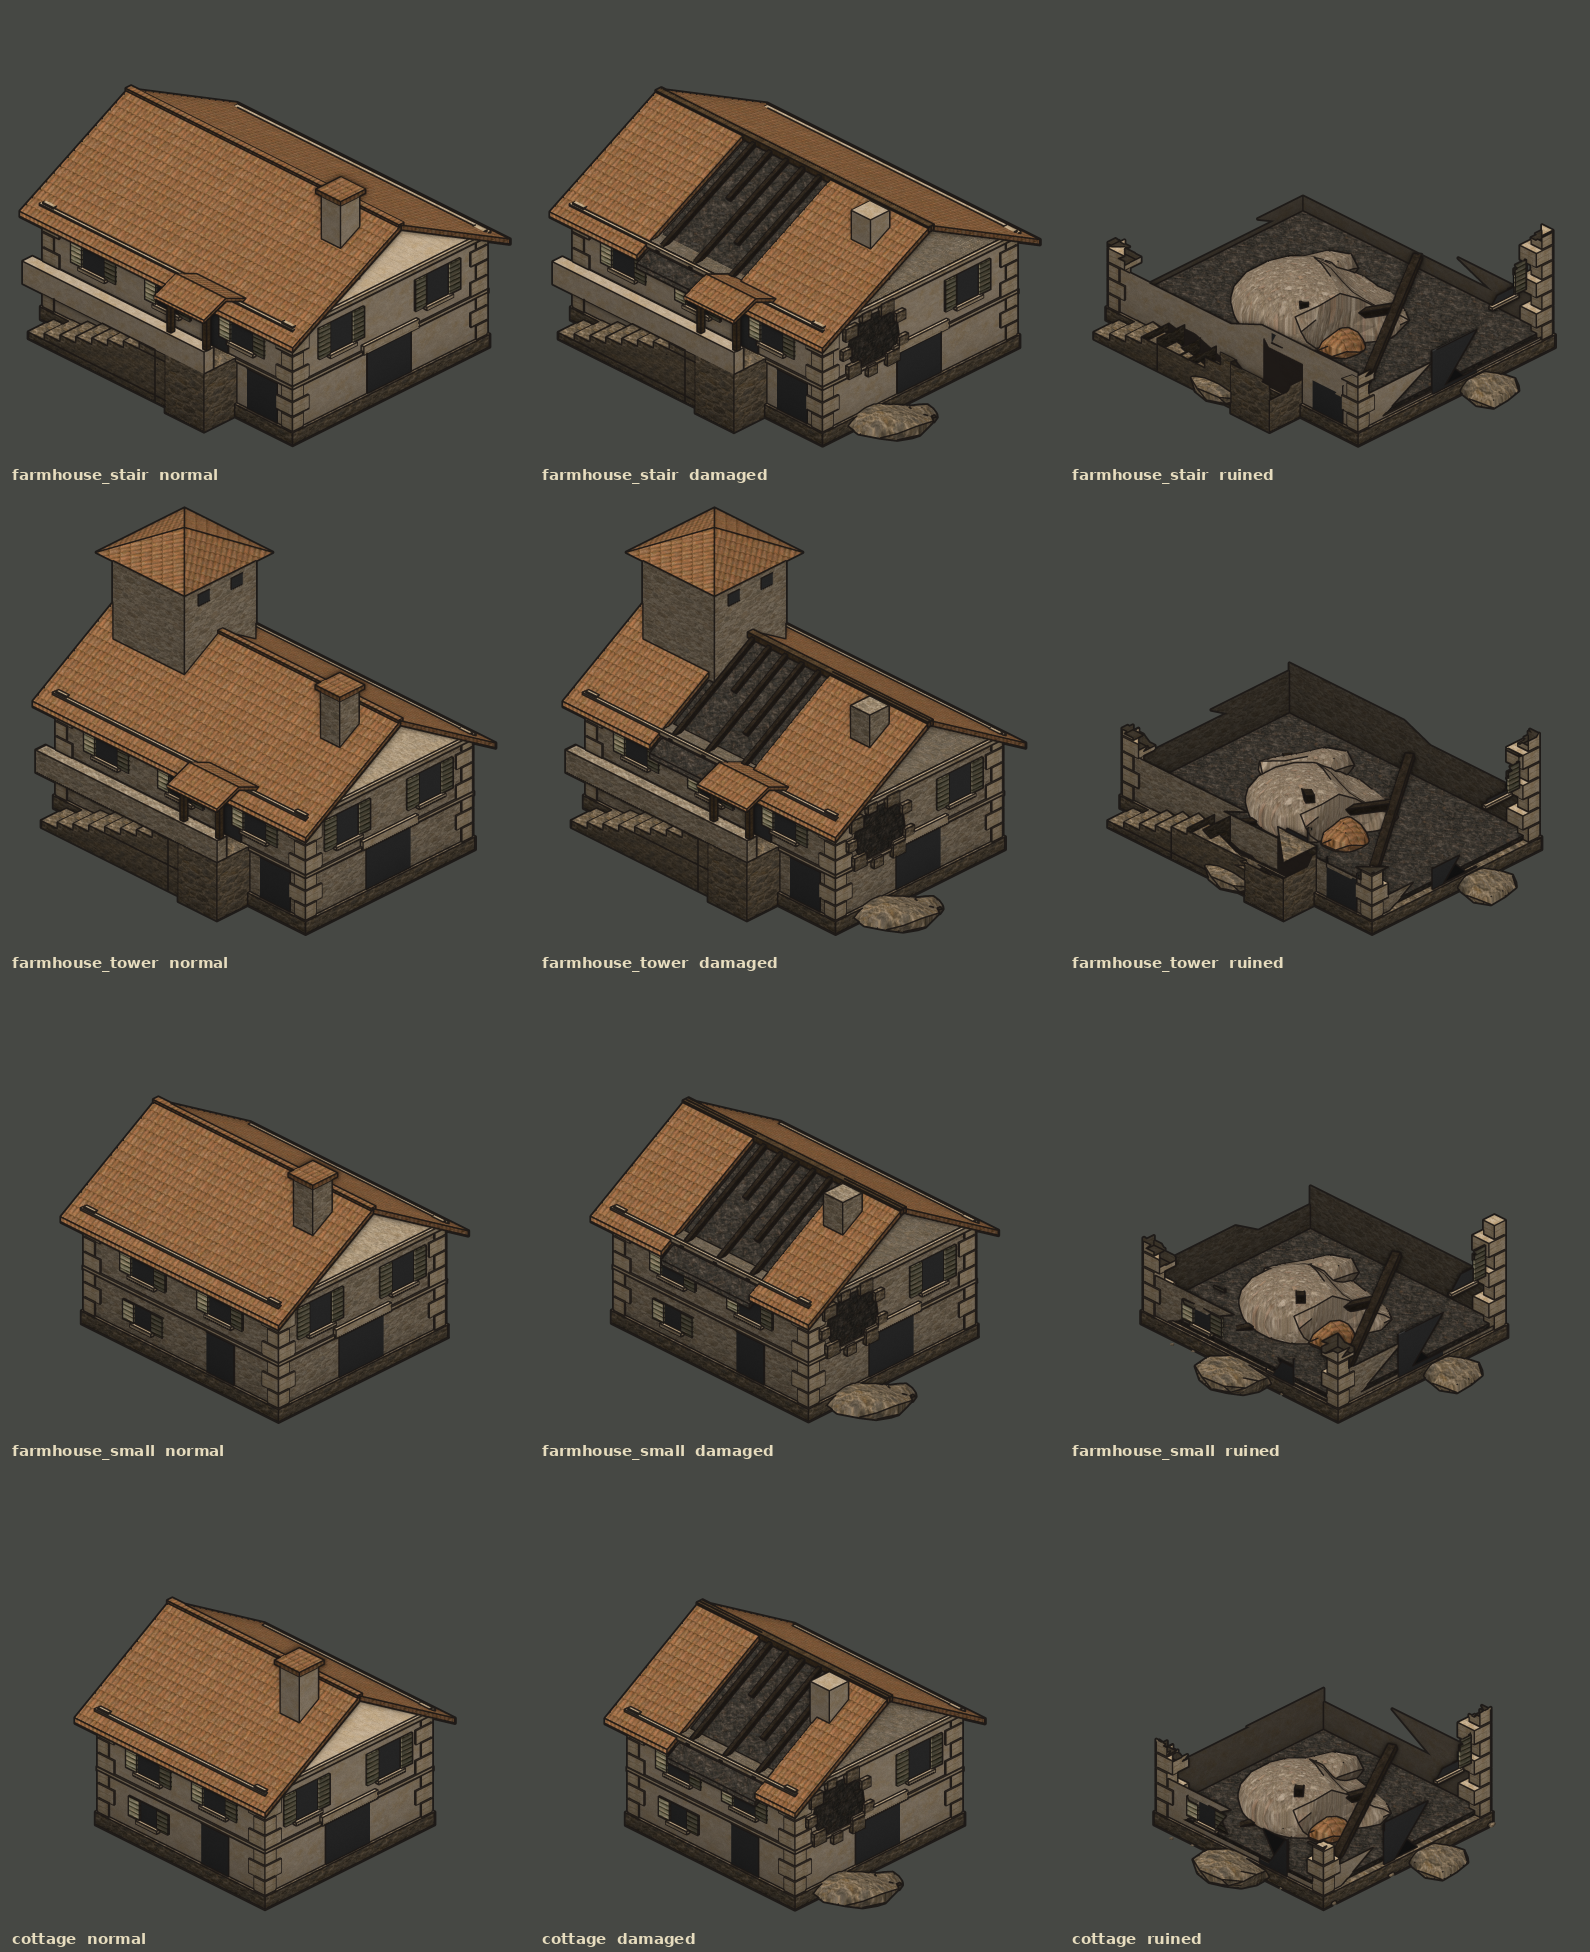 farmhouse_stair normal
farmhouse_stair damaged
farmhouse_stair ruined
farmhouse_tower normal
farmhouse_tower damaged
farmhouse_tower ruined
farmhouse_small normal
farmhouse_small damaged
farmhouse_small ruined
cottage normal
cottage damaged
cottage ruined